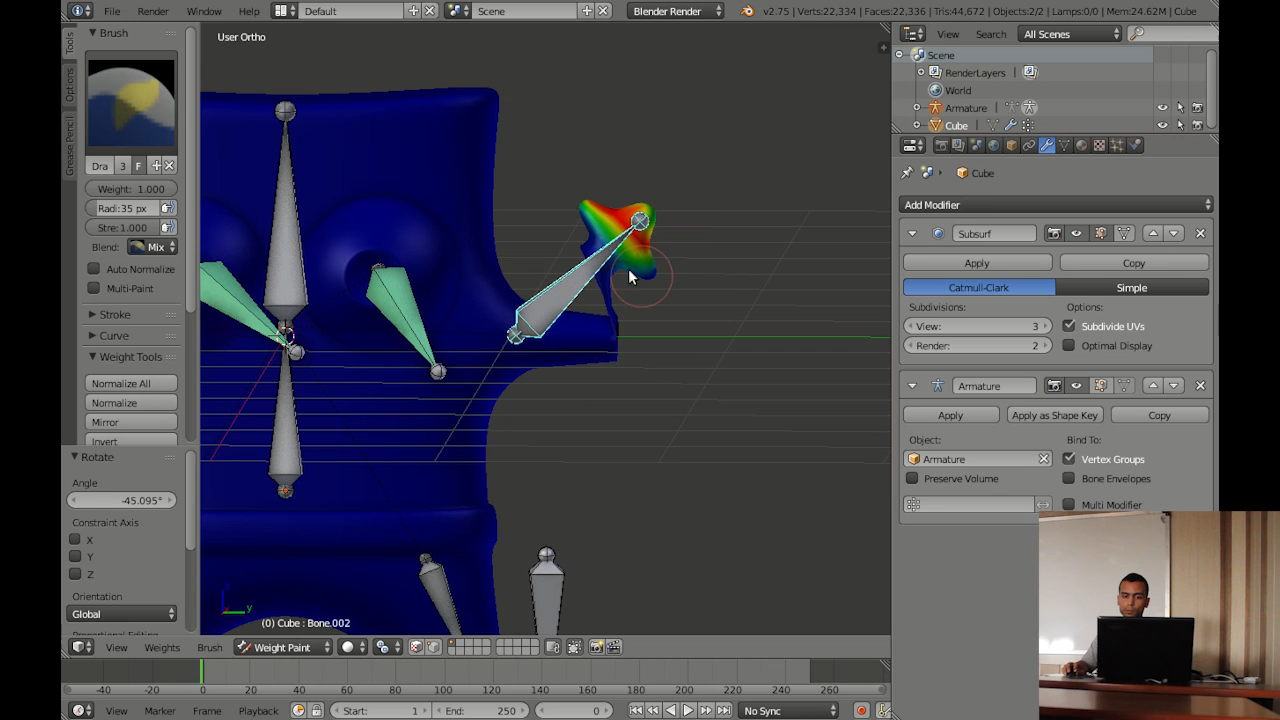 File Render Window Help Default Scene Blender Render v2.75 | Verts:22,334 | Faces:22,336 | Tris:44,672 | Objects:2/2 | Lamps:0/0 | Mem:24.62M | Cube
Tools
Options
Grease Pencil
Brush
Dra 3 F
Weight: 1.000
Radi:35 px
Stre:1.000
Blend: Mix
Auto Normalize
Multi-Paint
Stroke
Curve
Weight Tools
Normalize All
Normalize
Mirror
Invert
Rotate
Angle
-45.095°
Constraint Axis
X
Y
Z
Orientation
Global
User Ortho
y
(0) Cube : Bone.002
View Weights Brush Weight Paint
-40 -20 0 20 40 60 80 100 120 140 160 180 200 220 240 260
View Marker Frame Playback Start: 1 End: 250 0 No Sync
View Search All Scenes
Scene
RenderLayers
World
Armature
Cube
Cube
Add Modifier
Subsurf
Apply Copy
Catmull-Clark Simple
Subdivisions: Options:
View: 3 Subdivide UVs
Render: 2 Optimal Display
Armature
Apply Apply as Shape Key Copy
Object: Bind To:
Armature Vertex Groups
Preserve Volume Bone Envelopes
Multi Modifier